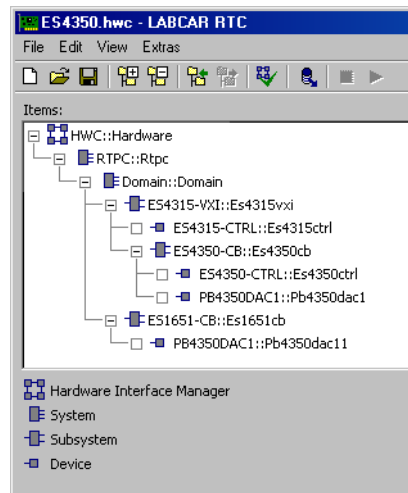 ES4350.hwc - LABCAR RTC
File Edit View Extras
Items:
HWC::Hardware
RTPC::Rtpc
Domain::Domain
ES4315-VXI::Es4315vxi
ES4315-CTRL::Es4315ctrl
ES4350-CB::Es4350cb
ES4350-CTRL::Es4350ctrl
PB4350DAC1::Pb4350dac1
ES1651-CB::Es1651cb
PB4350DAC1::Pb4350dac11
Hardware Interface Manager
System
Subsystem
Device